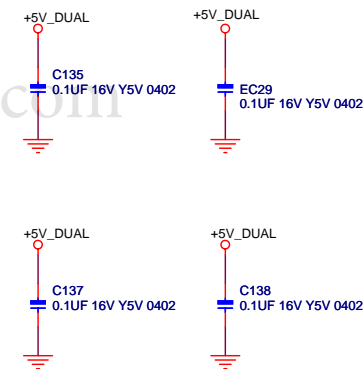 +5V_DUAL
+5V_DUAL
C135
0.1UF 16V Y5V 0402
EC29
0.1UF 16V Y5V 0402
com
+5V_DUAL
+5V_DUAL
C137
0.1UF 16V Y5V 0402
C138
0.1UF 16V Y5V 0402